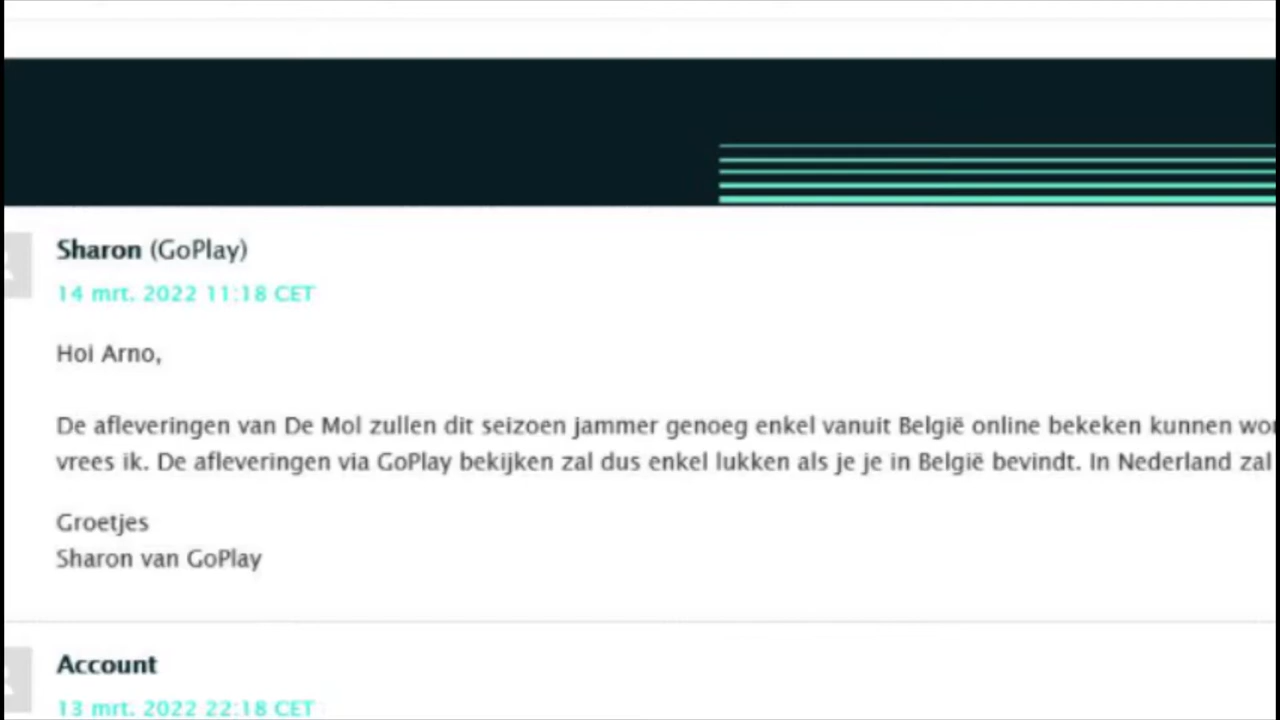 Sharon (GoPlay)
14 mrt. 2022 11:18 CET
Hoi Arno,
De afleveringen van De Mol zullen dit seizoen jammer genoeg enkel vanuit België online bekeken kunnen
vrees ik. De afleveringen via GoPlay bekijken zal dus enkel lukken als je je in België bevindt. In Nederland zal
Groetjes
Sharon van GoPlay
Account
13 mrt. 2022 22:18 CET